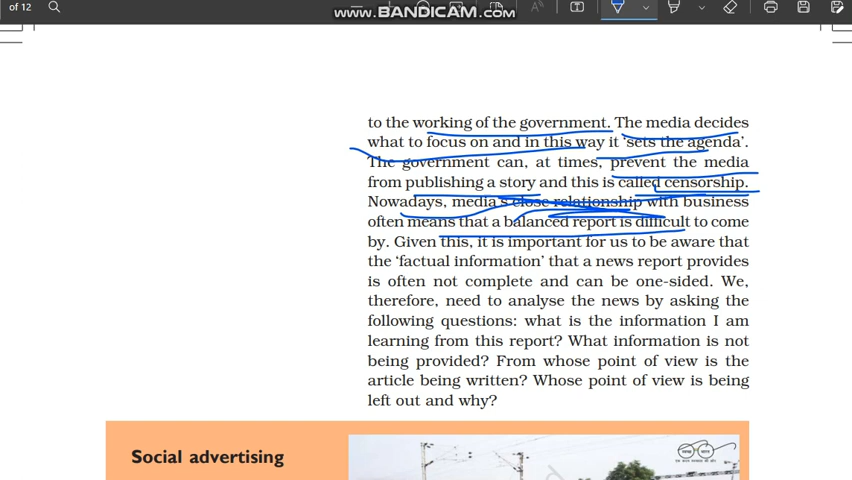 of 12
www.BANDICAM.com
to the working of the government. The media decides
what to focus on and in this way it ‘sets the agenda’.
The government can, at times, prevent the media
from publishing a story and this is called censorship.
Nowadays, media’s close relationship with business
often means that a balanced report is difficult to come
by. Given this, it is important for us to be aware that
the ‘factual information’ that a news report provides
is often not complete and can be one-sided. We,
therefore, need to analyse the news by asking the
following questions: what is the information I am
learning from this report? What information is not
being provided? From whose point of view is the
article being written? Whose point of view is being
left out and why?
Social advertising